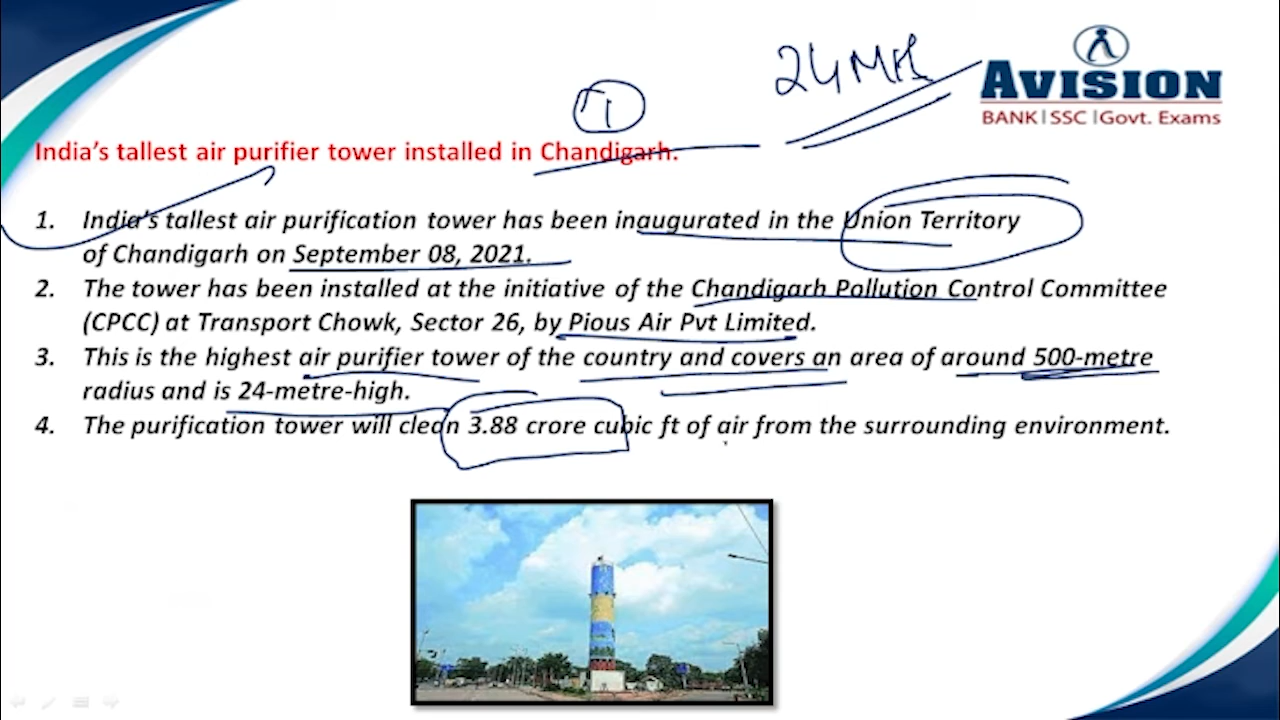 24 MH
1
AVISION
BANK | SSC | Govt. Exams
India's tallest air purifier tower installed in Chandigarh.
1. India's tallest air purification tower has been inaugurated in the Union Territory
of Chandigarh on September 08, 2021.
2. The tower has been installed at the initiative of the Chandigarh Pollution Control Committee
(CPCC) at Transport Chowk, Sector 26, by Pious Air Pvt Limited.
3. This is the highest air purifier tower of the country and covers an area of around 500-metre
radius and is 24-metre-high.
4. The purification tower will clean 3.88 crore cubic ft of air from the surrounding environment.